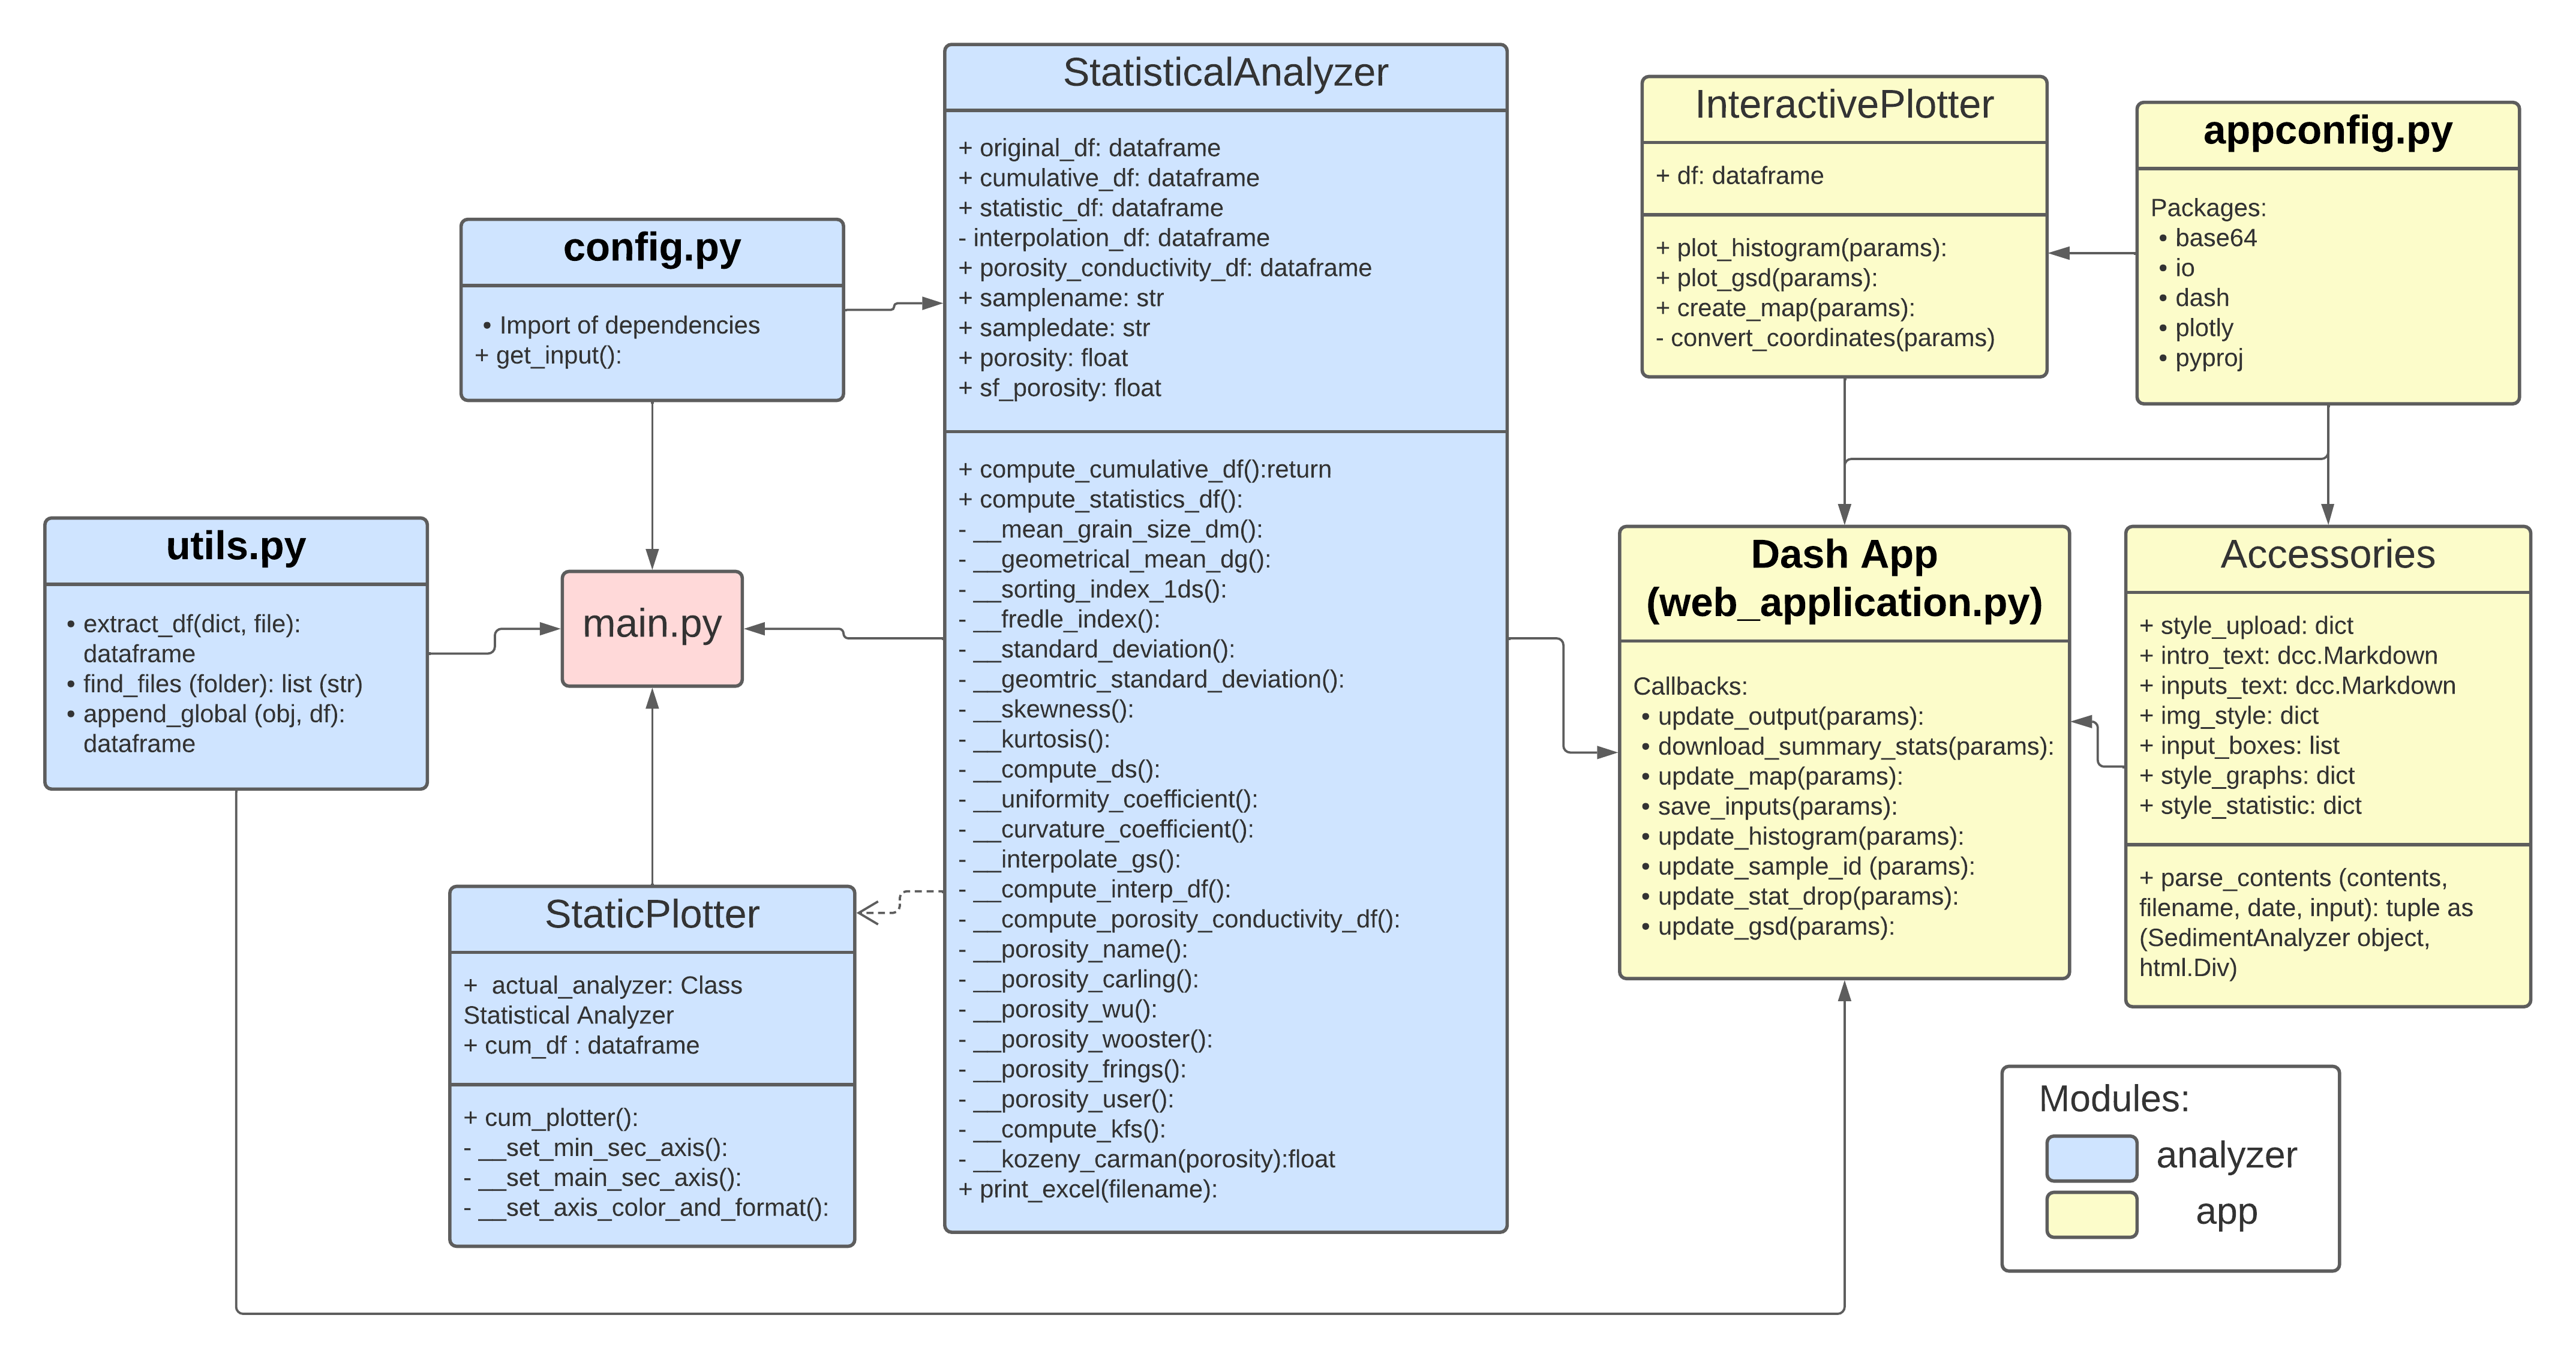 StatisticalAnalyzer
+ original_df: dataframe
+ cumulative_df: dataframe
+ statistic_df: dataframe
- interpolation_df: dataframe
+ porosity_conductivity_df: dataframe
+ samplename: str
+ sampledate: str
+ porosity: float
+ sf_porosity: float
+ compute_cumulative_df():return
+ compute_statistics_df():
- __mean_grain_size_dm():
- __geometrical_mean_dg():
- __sorting_index_1ds():
- __fredle_index():
- __standard_deviation():
- __geomtric_standard_deviation():
- __skewness():
- __kurtosis():
- __compute_ds():
- __uniformity_coefficient():
- __curvature_coefficient():
- __interpolate_gs():
- __compute_interp_df():
- __compute_porosity_conductivity_df():
- __porosity_name():
- __porosity_carling():
- __porosity_wu():
- __porosity_wooster():
- __porosity_frings():
- __porosity_user():
- __compute_kfs():
- __kozeny_carman(porosity):float
+ print_excel(filename):
config.py
• Import of dependencies
+ get_input():
utils.py
• extract_df(dict, file):
dataframe
• find_files (folder): list (str)
• append_global (obj, df):
dataframe
main.py
StaticPlotter
+  actual_analyzer: Class
Statistical Analyzer
+ cum_df : dataframe
+ cum_plotter():
- __set_min_sec_axis():
- __set_main_sec_axis():
- __set_axis_color_and_format():
InteractivePlotter
+ df: dataframe
+ plot_histogram(params):
+ plot_gsd(params):
+ create_map(params):
- convert_coordinates(params)
appconfig.py
Packages:
• base64
• io
• dash
• plotly
• pyproj
Dash App
(web_application.py)
Callbacks:
• update_output(params):
• download_summary_stats(params):
• update_map(params):
• save_inputs(params):
• update_histogram(params):
• update_sample_id (params):
• update_stat_drop(params):
• update_gsd(params):
Accessories
+ style_upload: dict
+ intro_text: dcc.Markdown
+ inputs_text: dcc.Markdown
+ img_style: dict
+ input_boxes: list
+ style_graphs: dict
+ style_statistic: dict
+ parse_contents (contents,
filename, date, input): tuple as
(SedimentAnalyzer object,
html.Div)
Modules:
analyzer
app